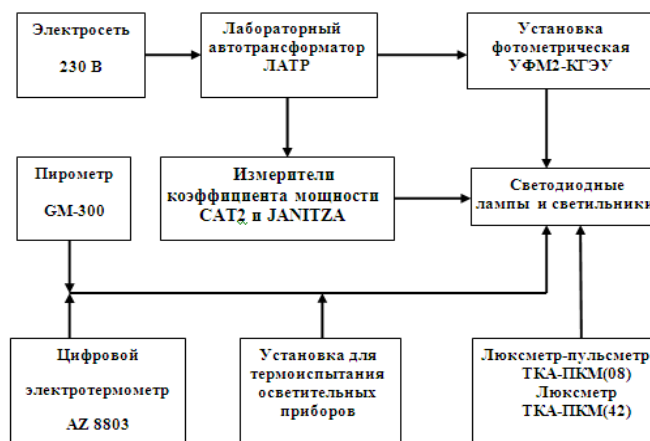 Электросеть
230 В
Лабораторный
автотрансформатор
ЛАТР
Установка
фотометрическая
УФМ2-КГЭУ
Пирометр
GM-300
Измерители
коэффициента мощности
CAT2 и JANITZA
Светодиодные
лампы и светильники
Цифровой
электротермометр
AZ 8803
Установка для
термоиспытания
осветительных
приборов
Люксметр-пульсметр
ТКА-ПКМ(08)
Люксметр
ТКА-ПКМ(42)